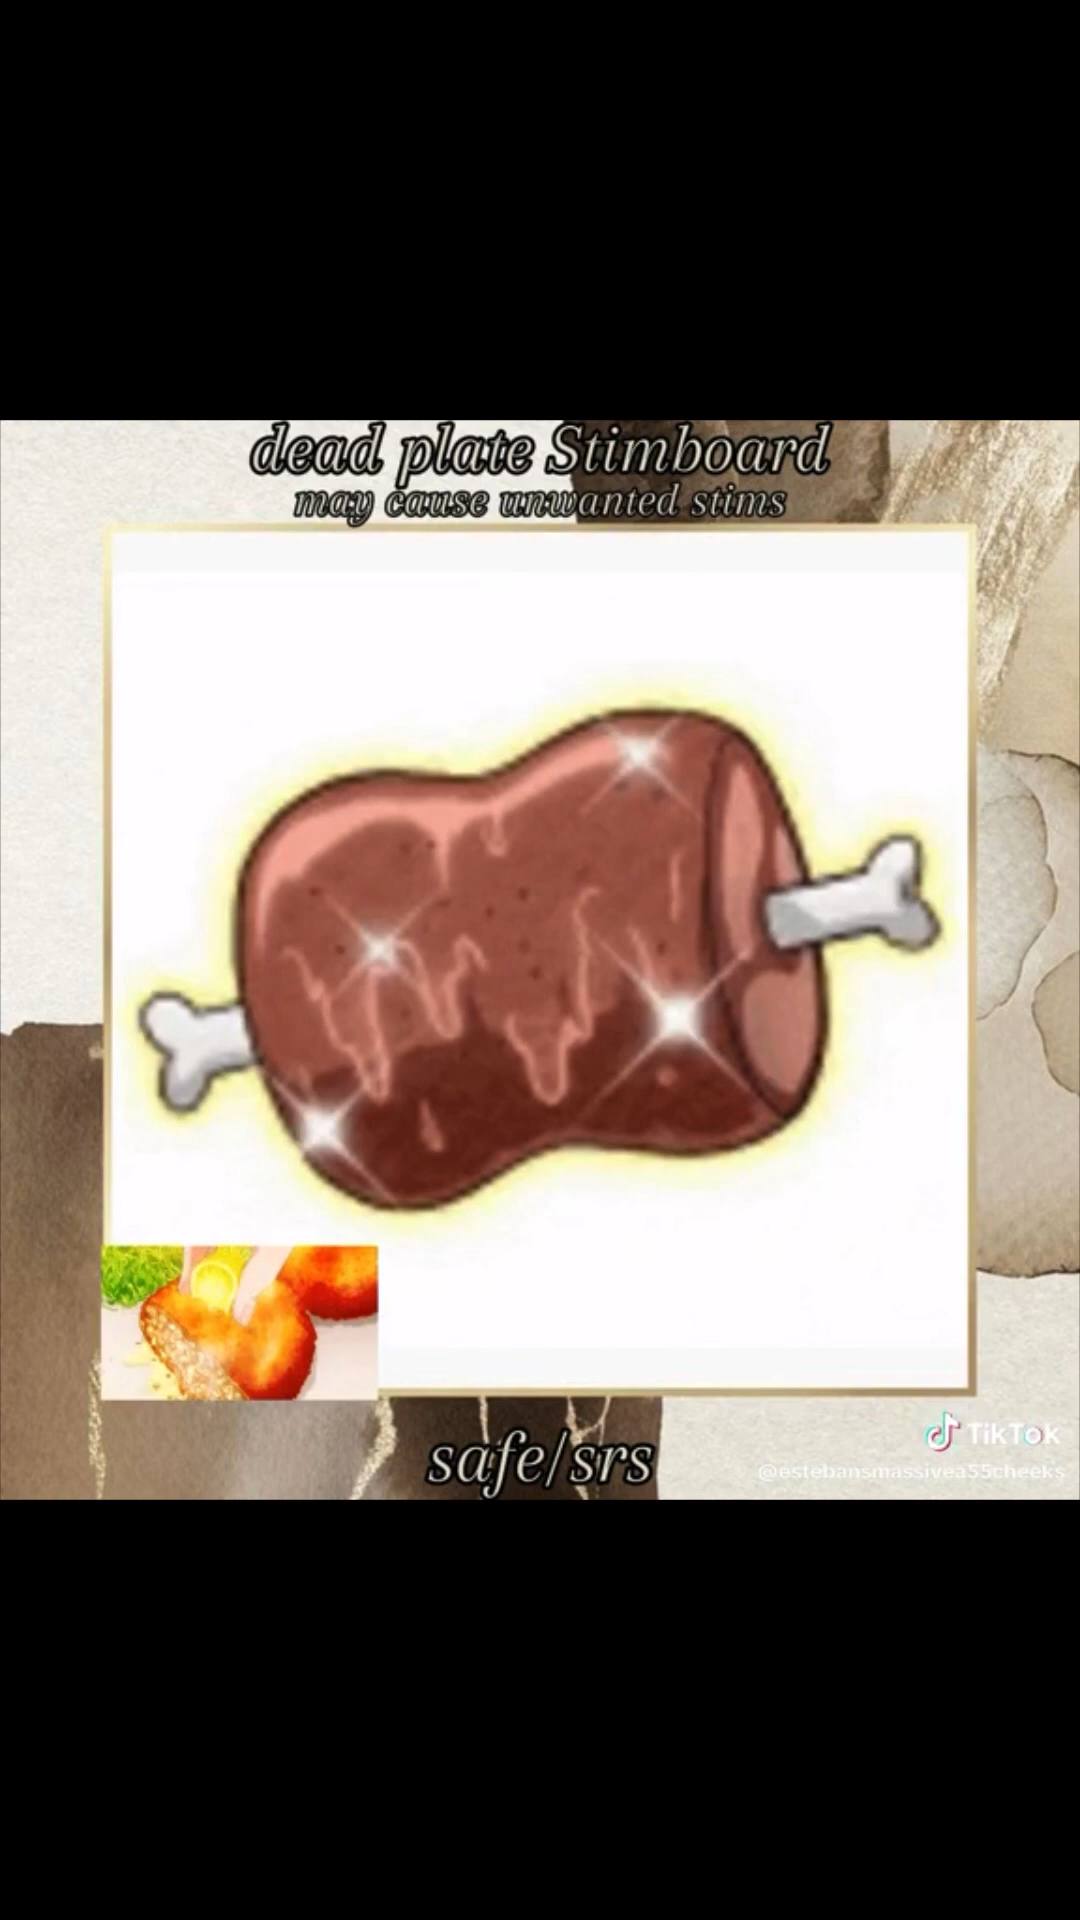 dead plate Stimboard
may cause unwanted stims
safe/srs
TikTok
@estebansmassivea55cheeks